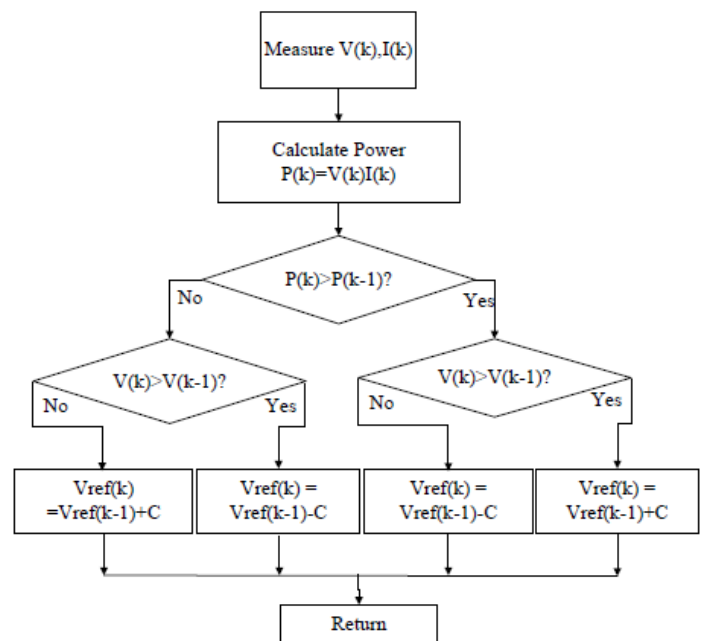 Measure V(k),I(k)
Calculate Power
P(k)=V(k)I(k)
P(k)>P(k-1)?
No
Yes
V(k)>V(k-1)?
V(k)>V(k-1)?
No
Yes
No
Yes
Vref(k)
=Vref(k-1)+C
Vref(k) =
Vref(k-1)-C
Vref(k) =
Vref(k-1)-C
Vref(k) =
Vref(k-1)+C
Return